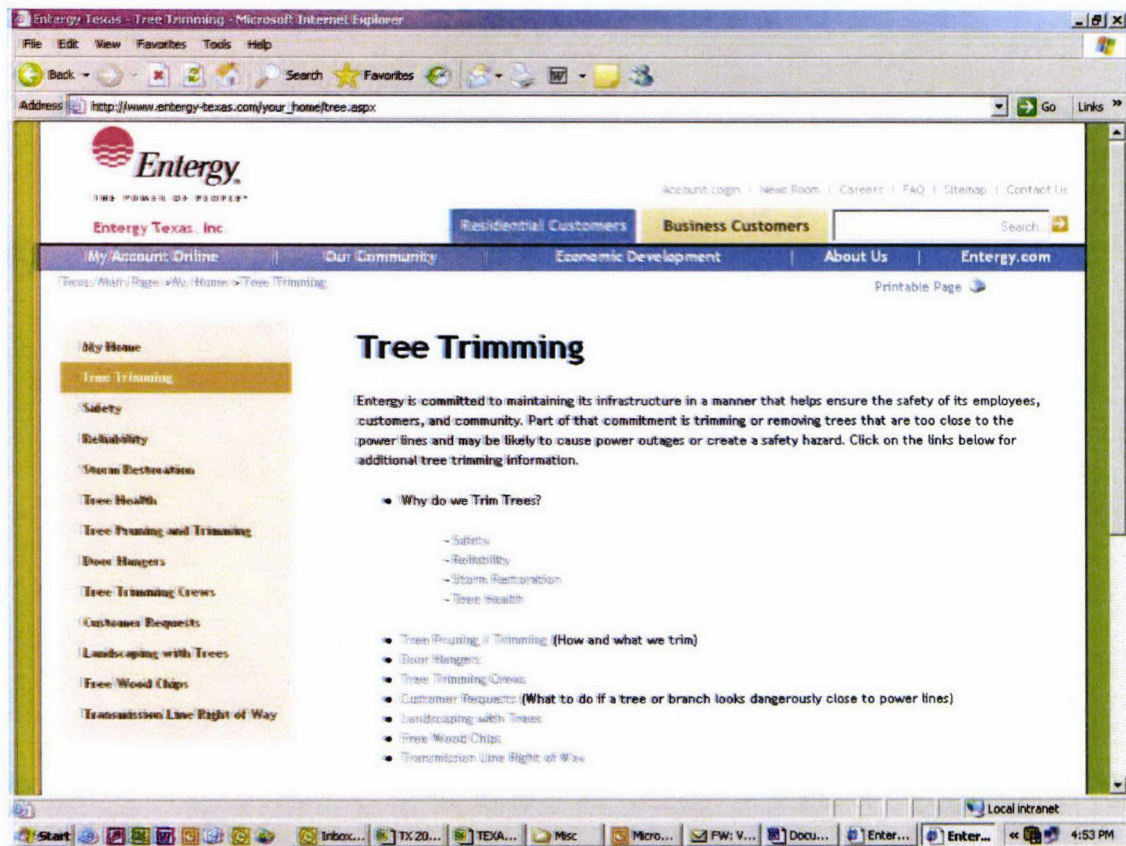 Entergy Texas - Tree Trimming - Microsoft Internet Explorer
File Edit View Favorites Tools Help
Back Search Favorites
Address http://www.entergy-texas.com/your_home/tree.aspx Go Links »
Entergy
THE POWER OF PEOPLE®
Account Login | News Room | Careers | FAQ | Sitemap | Contact Us
Entergy Texas, Inc. Residential Customers Business Customers Search
My Account Online | Our Community | Economic Development | About Us | Entergy.com
Texas Main Page > My Home > Tree Trimming Printable Page
My Home
Tree Trimming
Safety
Reliability
Storm Restoration
Tree Health
Tree Pruning and Trimming
Door Hangers
Tree Trimming Crews
Customer Requests
Landscaping with Trees
Free Wood Chips
Transmission Line Right of Way
Tree Trimming
Entergy is committed to maintaining its infrastructure in a manner that helps ensure the safety of its employees,
customers, and community. Part of that commitment is trimming or removing trees that are too close to the
power lines and may be likely to cause power outages or create a safety hazard. Click on the links below for
additional tree trimming information.
• Why do we Trim Trees?
- Safety
- Reliability
- Storm Restoration
- Tree Health
• Tree Pruning / Trimming (How and what we trim)
• Door Hangers
• Tree Trimming Crews
• Customer Requests (What to do if a tree or branch looks dangerously close to power lines)
• Landscaping with Trees
• Free Wood Chips
• Transmission Line Right of Way
Local intranet
Start Inbox... TX 20... TEXA... Misc Micro... FW: V... Docu... Enter... Enter... « 4:53 PM